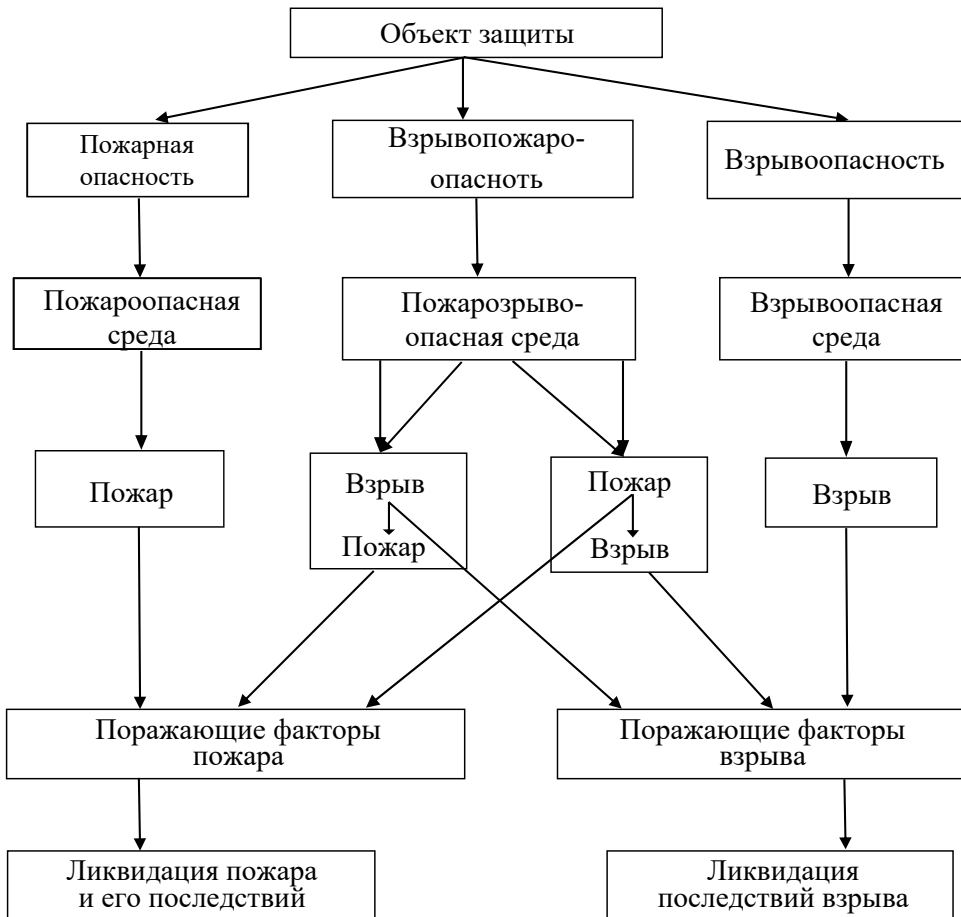 Объект защиты
Пожарная
опасность
Взрывопожаро-
опасноть
Взрывоопасность
Пожароопасная
среда
Пожарозрыво-
опасная среда
Взрывоопасная
среда
Пожар
Взрыв
Пожар
Пожар
Взрыв
Взрыв
Поражающие факторы
пожара
Поражающие факторы
взрыва
Ликвидация пожара
и его последствий
Ликвидация
последствий взрыва